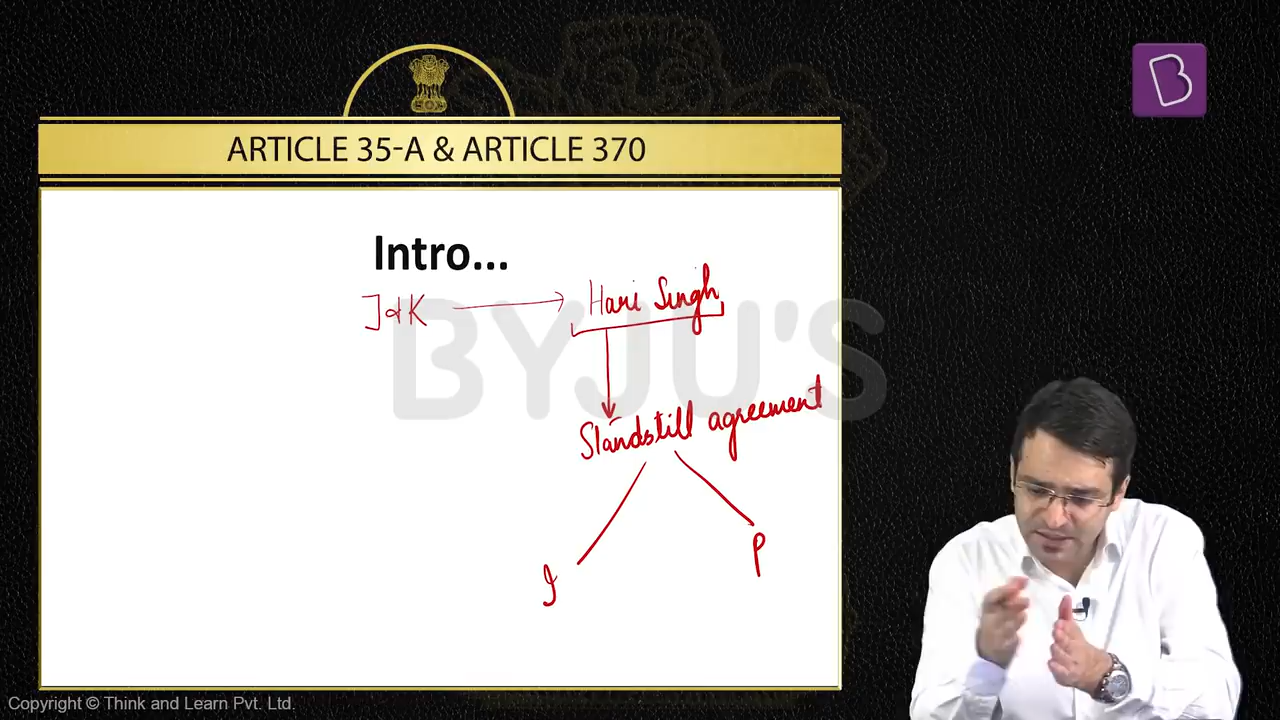 ARTICLE 35-A & ARTICLE 370
Intro...
J&K Hari Singh
BYJU'S
Standstill agreement
I P
Copyright © Think and Learn Pvt. Ltd.